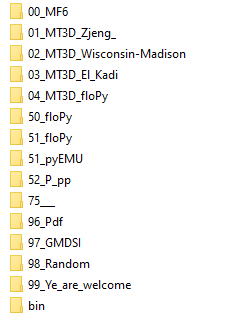 00_MF6
01_MT3D_Zjeng_
02_MT3D_Wisconsin-Madison
03_MT3D_El_Kadi
04_MT3D_floPy
50_floPy
51_floPy
51_pyEMU
52_P_pp
75___
96_Pdf
97_GMDSI
98_Random
99_Ye_are_welcome
bin